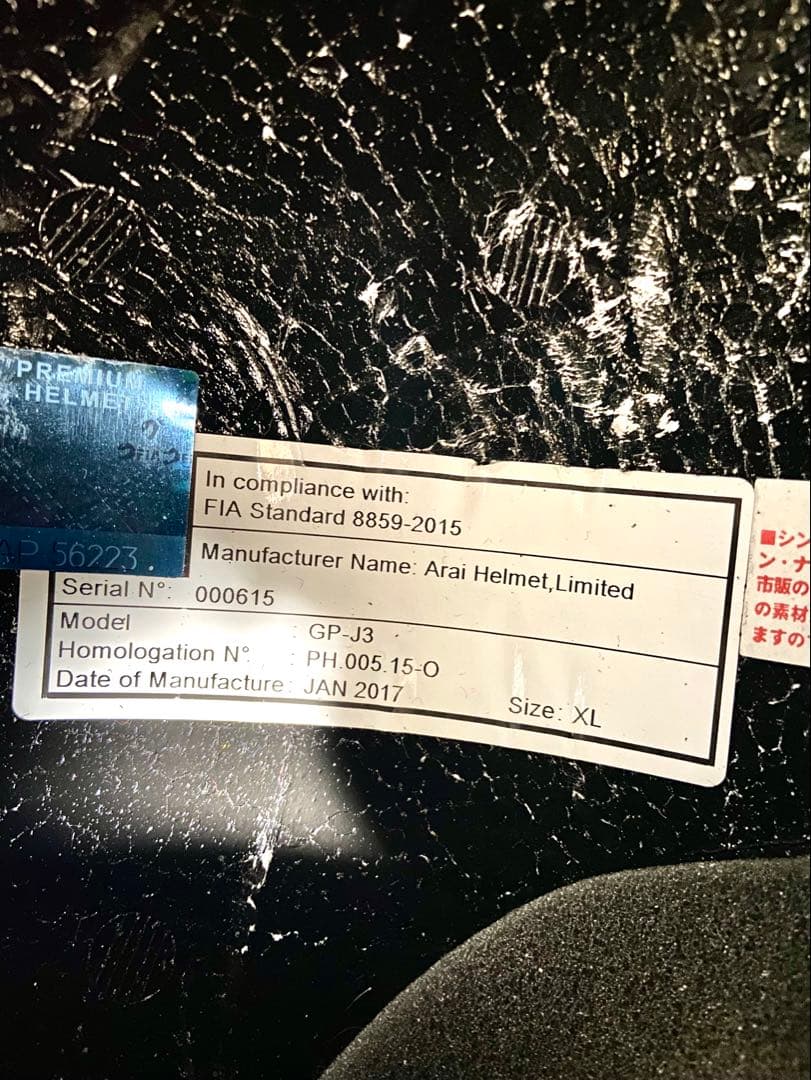 "PREMIUM
HELMET
FIA
AP 56223.
In compliance with:
FIA Standard 8859-2015
Manufacturer Name: Arai Helmet,Limited
Serial N°: 000615
Model : GP-J3
Homologation N° : PH.005.15-O
Date of Manufacture : JAN 2017
Size: XL
■シン
ン・ナ
市販の
の素材
ますの